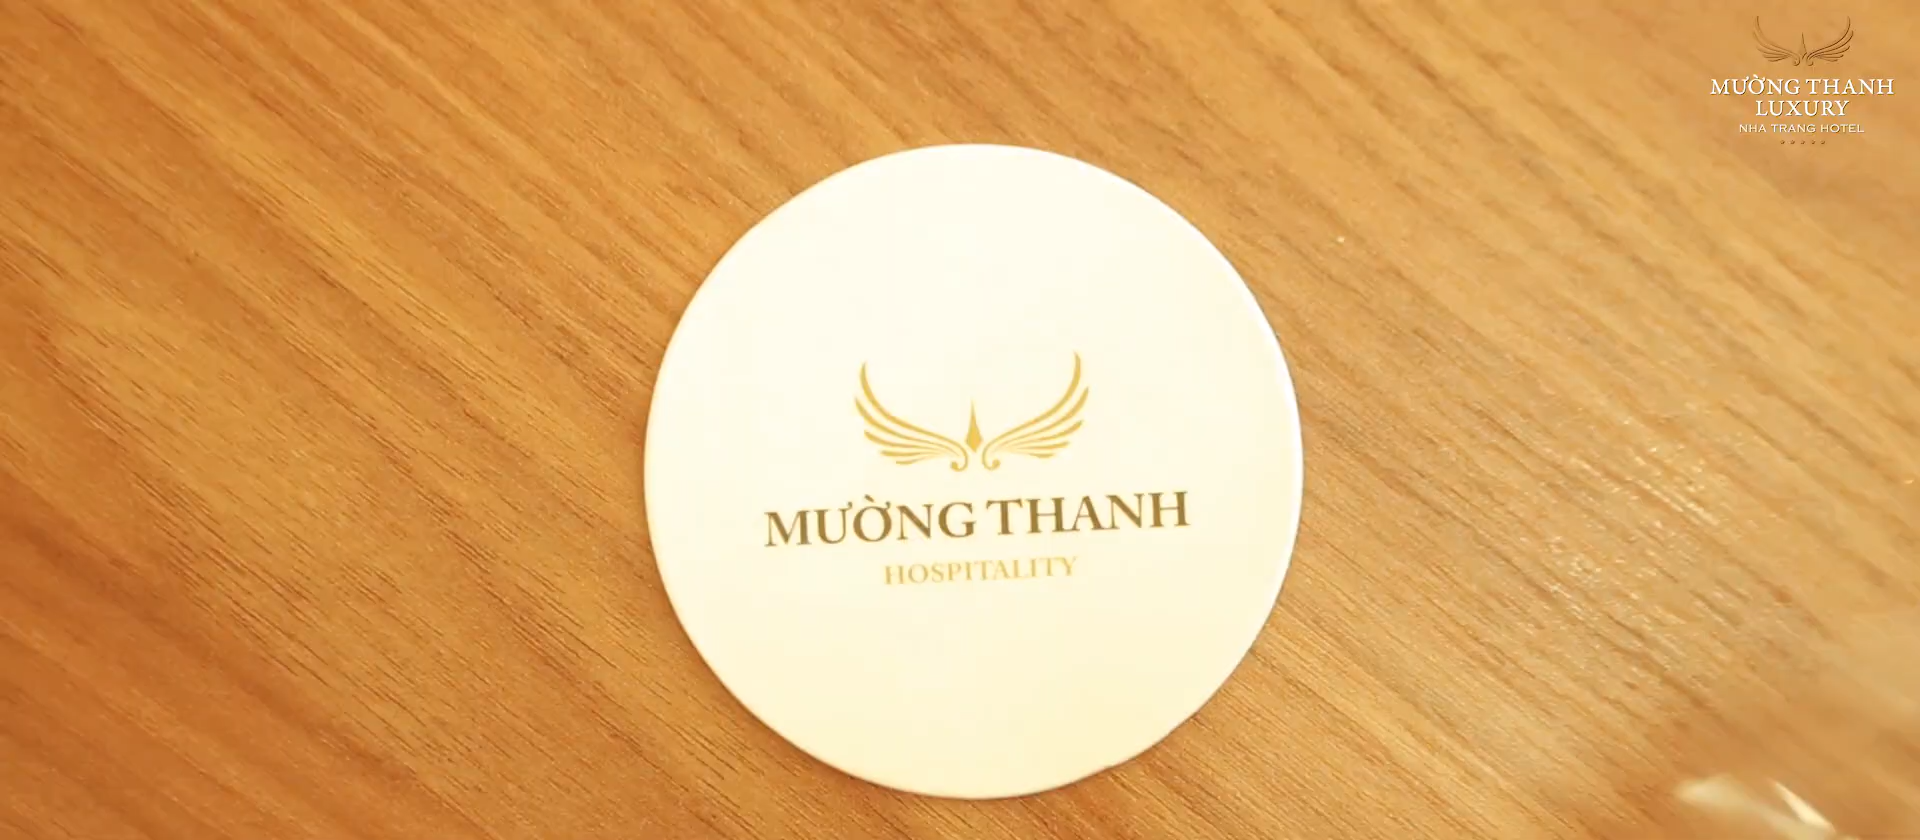 MƯỜNG THANH
LUXURY
NHA TRANG HOTEL
MƯỜNG THANH
HOSPITALITY